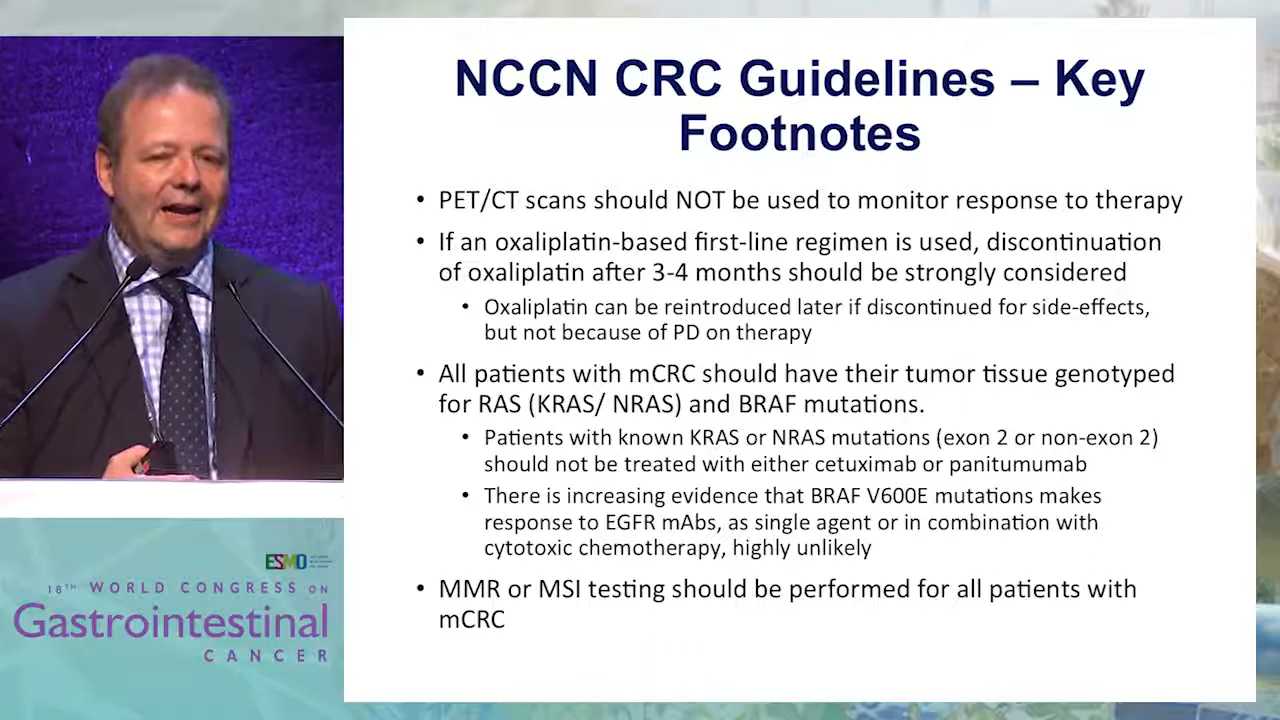 NCCN CRC Guidelines – Key
Footnotes
• PET/CT scans should NOT be used to monitor response to therapy
• If an oxaliplatin-based first-line regimen is used, discontinuation
of oxaliplatin after 3-4 months should be strongly considered
• Oxaliplatin can be reintroduced later if discontinued for side-effects,
but not because of PD on therapy
• All patients with mCRC should have their tumor tissue genotyped
for RAS (KRAS/ NRAS) and BRAF mutations.
• Patients with known KRAS or NRAS mutations (exon 2 or non-exon 2)
should not be treated with either cetuximab or panitumumab
• There is increasing evidence that BRAF V600E mutations makes
response to EGFR mAbs, as single agent or in combination with
cytotoxic chemotherapy, highly unlikely
• MMR or MSI testing should be performed for all patients with
mCRC
ESMO
18TH WORLD CONGRESS ON
Gastrointestinal
CANCER